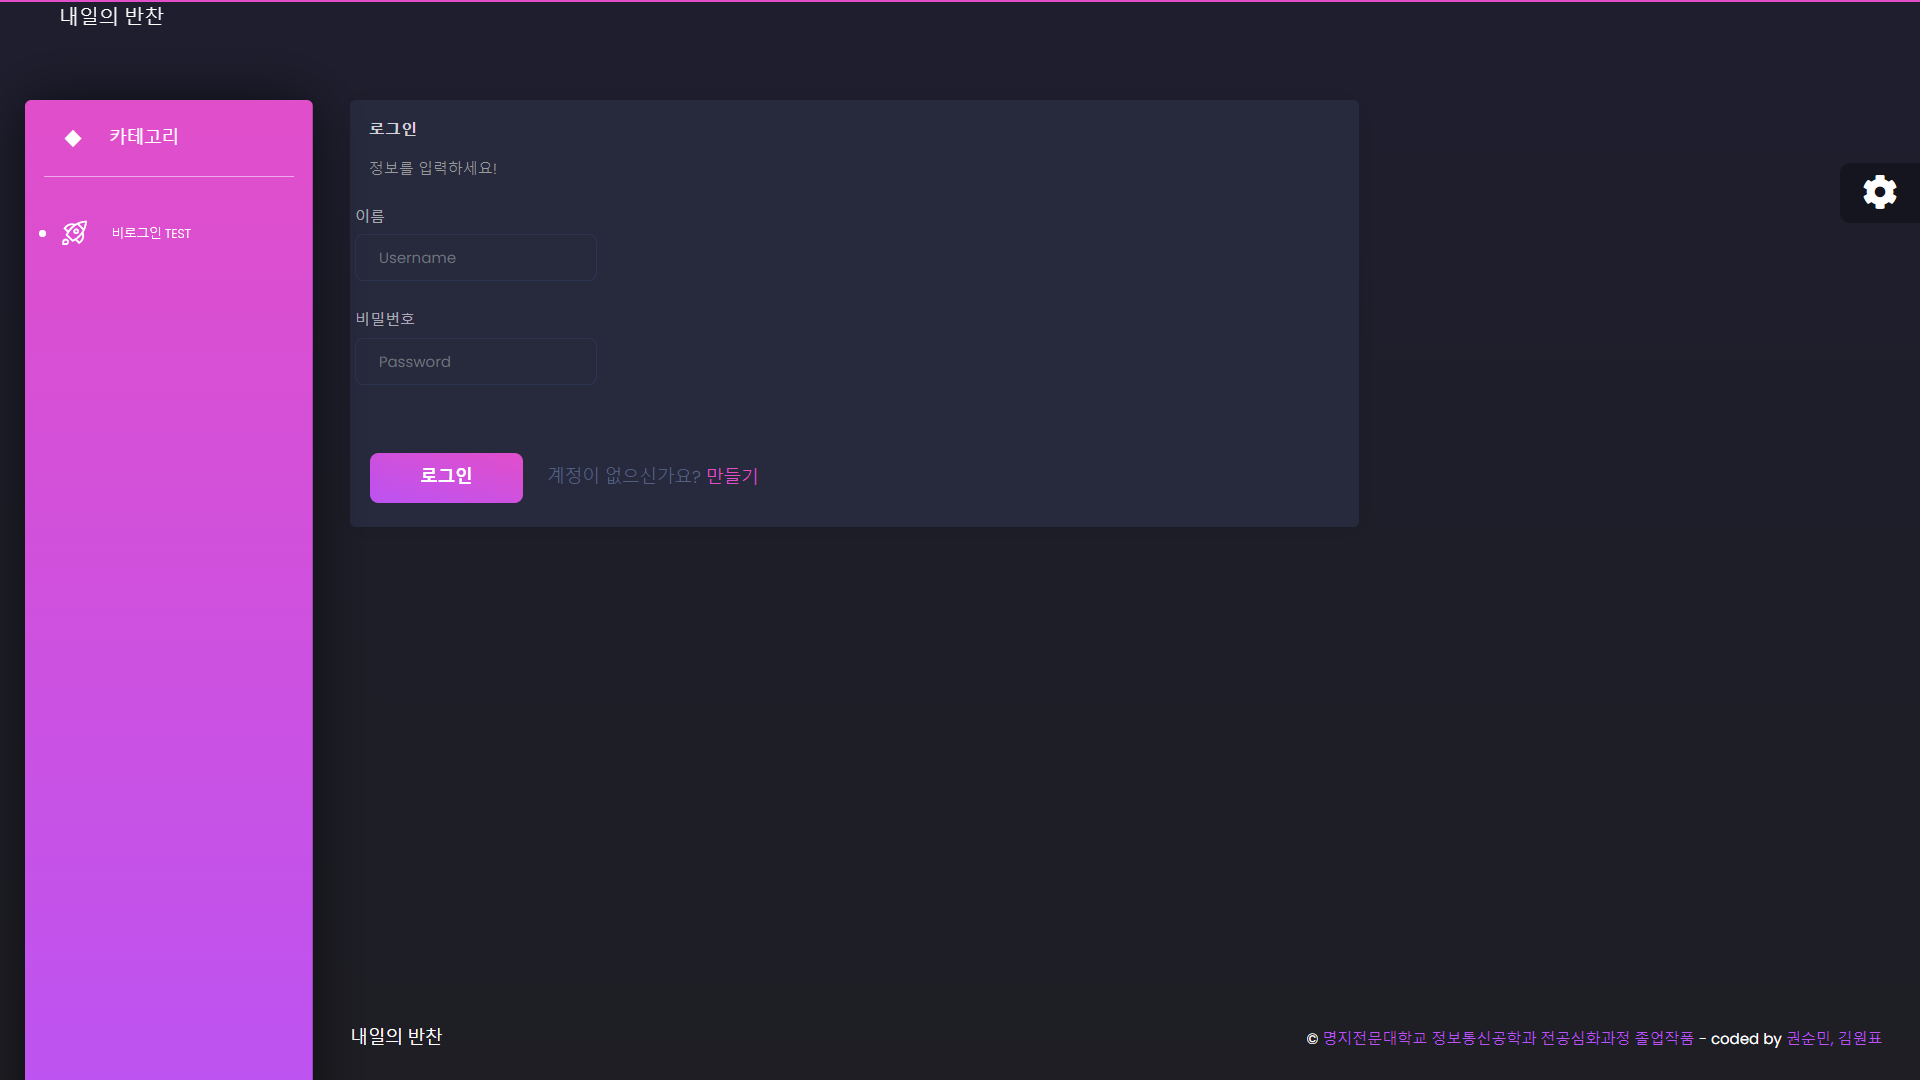 내일의 반찬
카테고리
비로그인 TEST
로그인
정보를 입력하세요!
이름
Username
비밀번호
Password
로그인
계정이 없으신가요? 만들기
내일의 반찬
© 명지전문대학교 정보통신공학과 전공심화과정 졸업작품 - coded by 권순민, 김원표